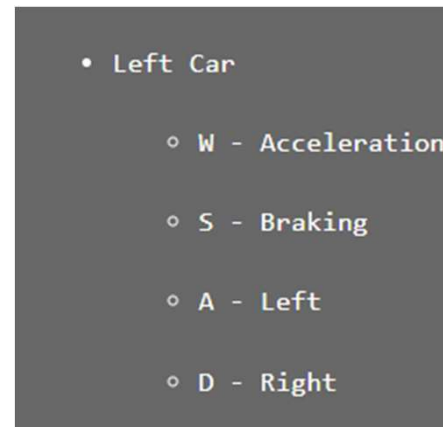 • Left Car
○ W - Acceleration
○ S - Braking
○ A - Left
○ D - Right